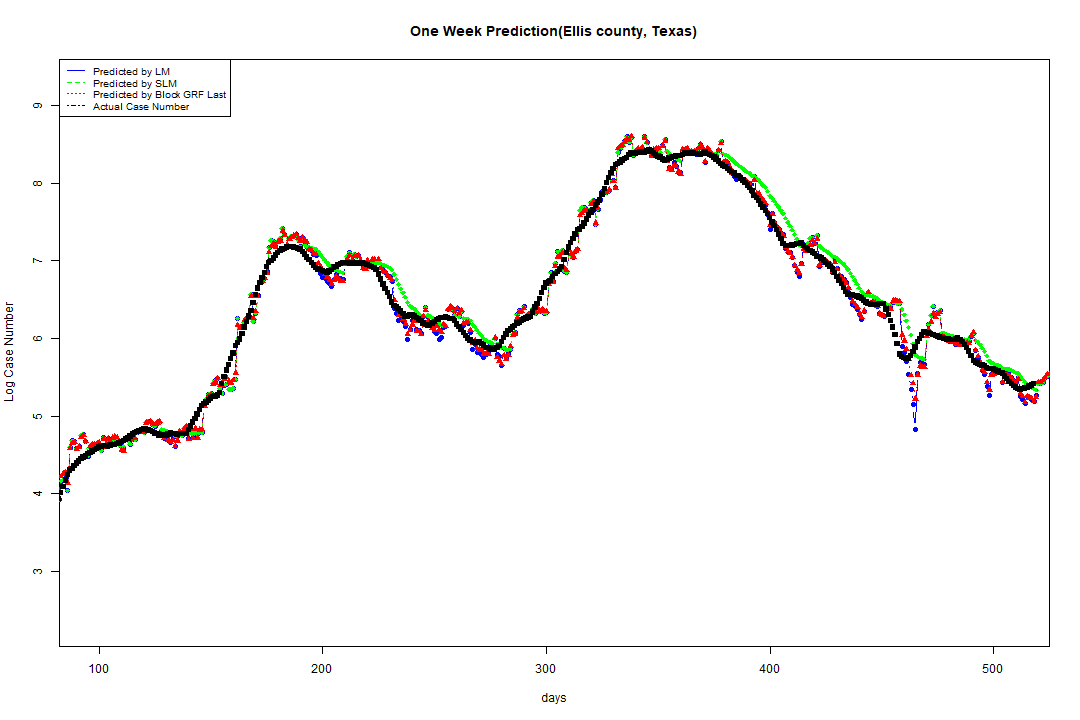 One Week Prediction(Ellis county, Texas)
Predicted by LM
Predicted by SLM
Predicted by Block GRF Last
Actual Case Number
9
8
7
6
5
4
3
Log Case Number
100 200 300 400 500
days